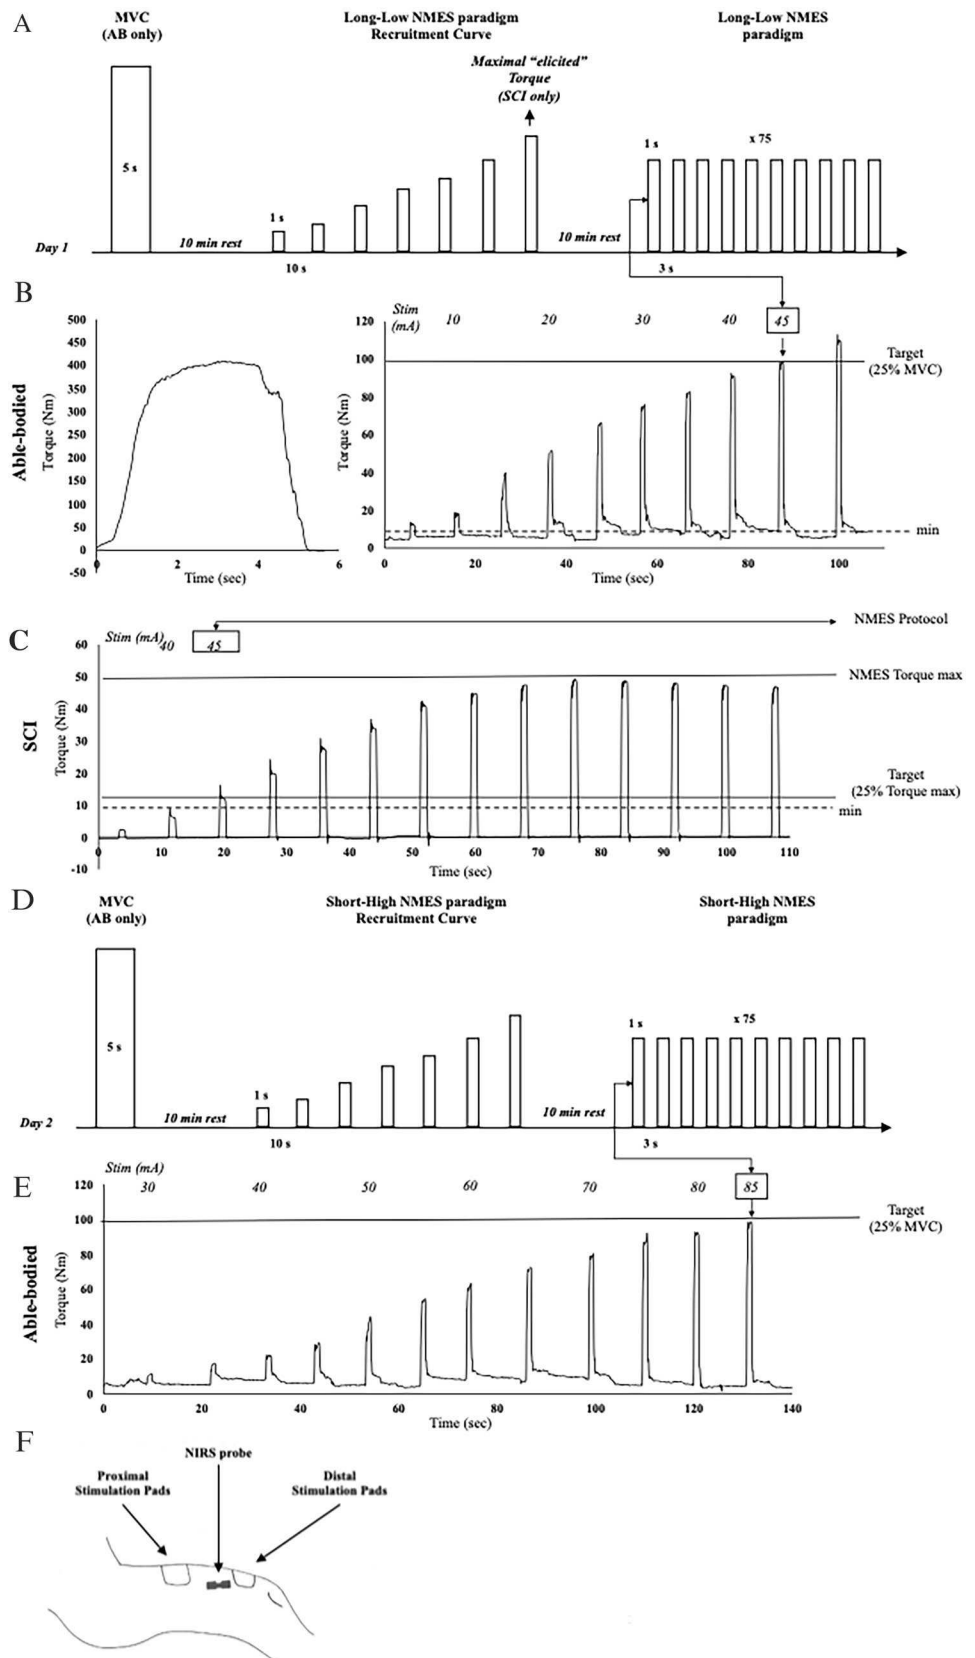 A
MVC
(AB only)
Long-Low NMES paradigm
Recruitment Curve
Long-Low NMES
paradigm
Maximal “elicited”
Torque
(SCI only)
5 s
1 s
1 s
x 75
Day 1
10 min rest
10 s
10 min rest
3 s
B
Able-bodied
Torque (Nm)
500
450
400
350
300
250
200
150
100
50
0
-50
0
2
4
6
Time (sec)
Stim
(mA)
10
20
30
40
45
Torque (Nm)
120
100
80
60
40
20
0
Target
(25% MVC)
min
0
20
40
60
80
100
Time (sec)
C
SCI
Stim (mA)
40
45
NMES Protocol
Torque (Nm)
60
50
40
30
20
10
0
-10
NMES Torque max
Target
(25% Torque max)
min
0
10
20
30
40
50
60
70
80
90
100
110
Time (sec)
D
MVC
(AB only)
Short-High NMES paradigm
Recruitment Curve
Short-High NMES
paradigm
5 s
1 s
1 s
x 75
Day 2
10 min rest
10 s
10 min rest
3 s
E
Able-bodied
Stim (mA)
30
40
50
60
70
80
85
Torque (Nm)
120
100
80
60
40
20
0
Target
(25% MVC)
0
20
40
60
80
100
120
140
Time (sec)
F
NIRS probe
Proximal
Stimulation Pads
Distal
Stimulation Pads